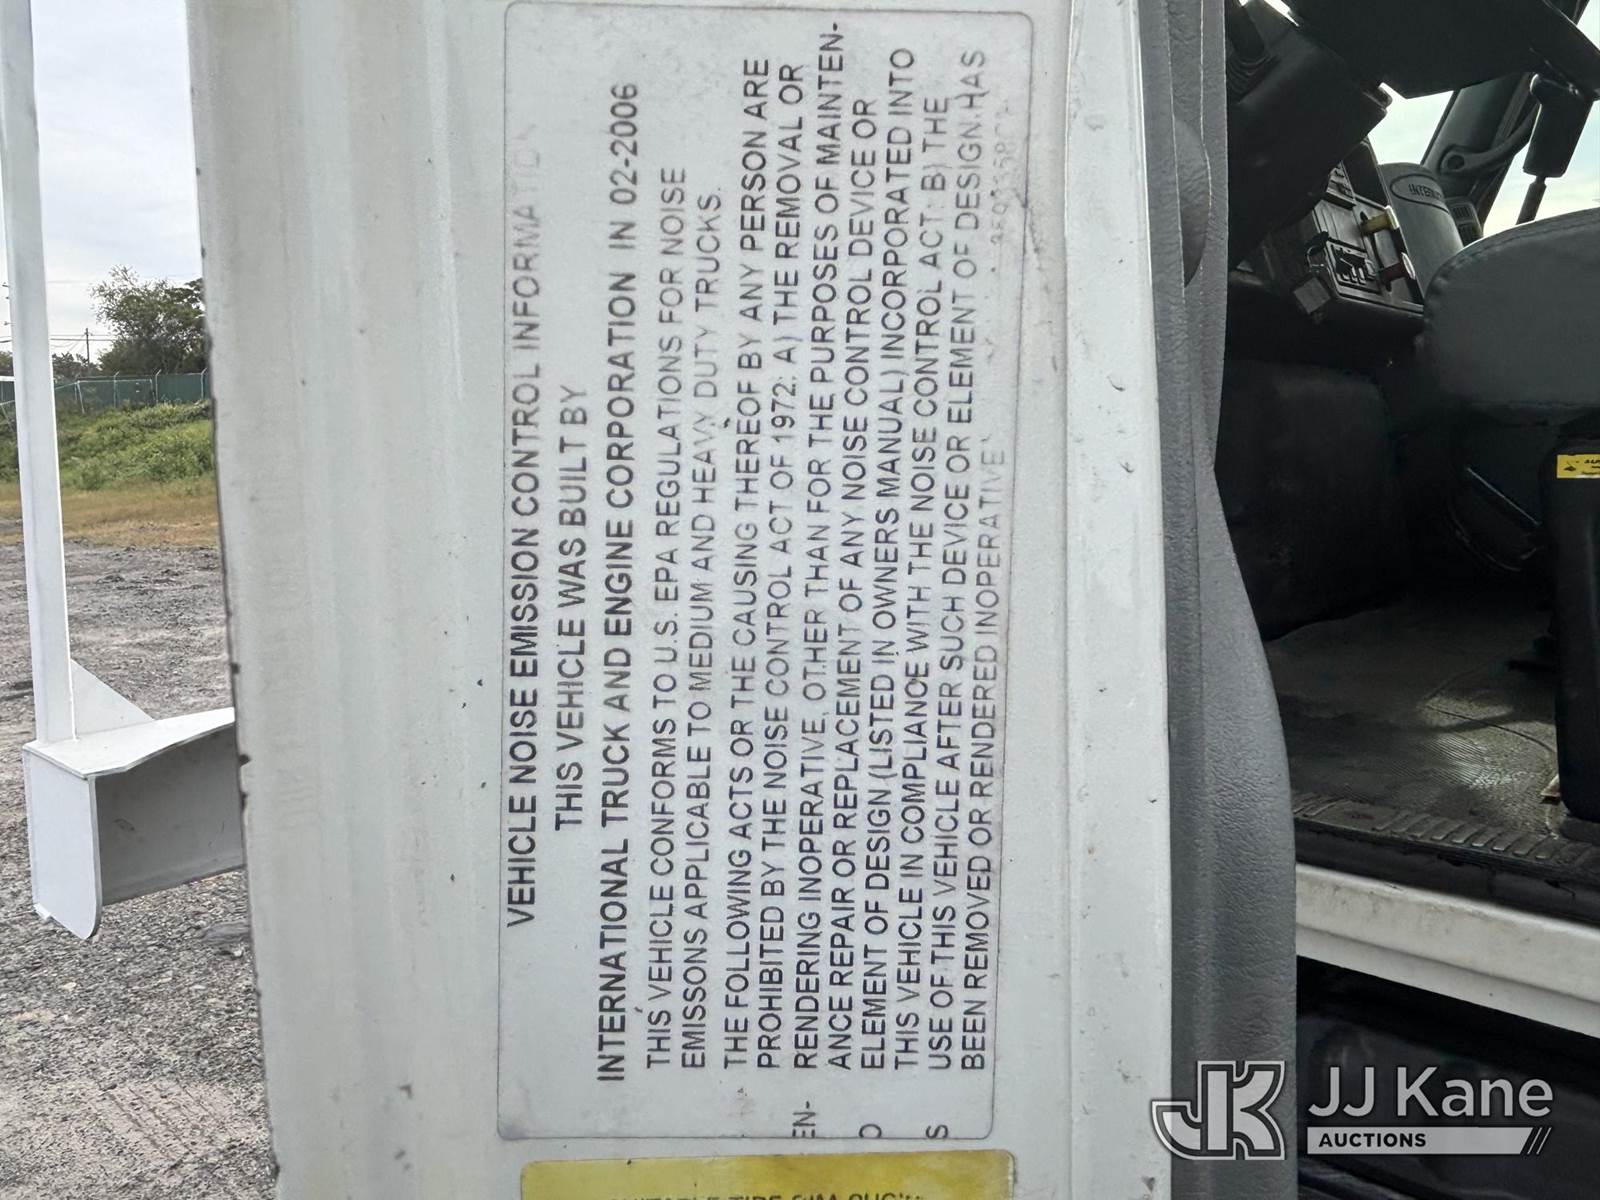 VEHICLE NOISE EMISSION CONTROL INFORMATION
THIS VEHICLE WAS BUILT BY
INTERNATIONAL TRUCK AND ENGINE CORPORATION IN 02-2006
THIS VEHICLE CONFORMS TO U.S. EPA REGULATIONS FOR NOISE
EMISSONS APPLICABLE TO MEDIUM AND HEAVY DUTY TRUCKS.
THE FOLLOWING ACTS OR THE CAUSING THEREOF BY ANY PERSON ARE
PROHIBITED BY THE NOISE CONTROL ACT OF 1972: A) THE REMOVAL OR
RENDERING INOPERATIVE, OTHER THAN FOR THE PURPOSES OF MAINTEN-
ANCE REPAIR OR REPLACEMENT OF ANY NOISE CONTROL DEVICE OR
ELEMENT OF DESIGN (LISTED IN OWNERS MANUAL) INCORPORATED INTO
THIS VEHICLE IN COMPLIANCE WITH THE NOISE CONTROL ACT: B) THE
USE OF THIS VEHICLE AFTER SUCH DEVICE OR ELEMENT OF DESIGN HAS
BEEN REMOVED OR RENDERED INOPERATIVE
EN-
O
S
JJ Kane
AUCTIONS